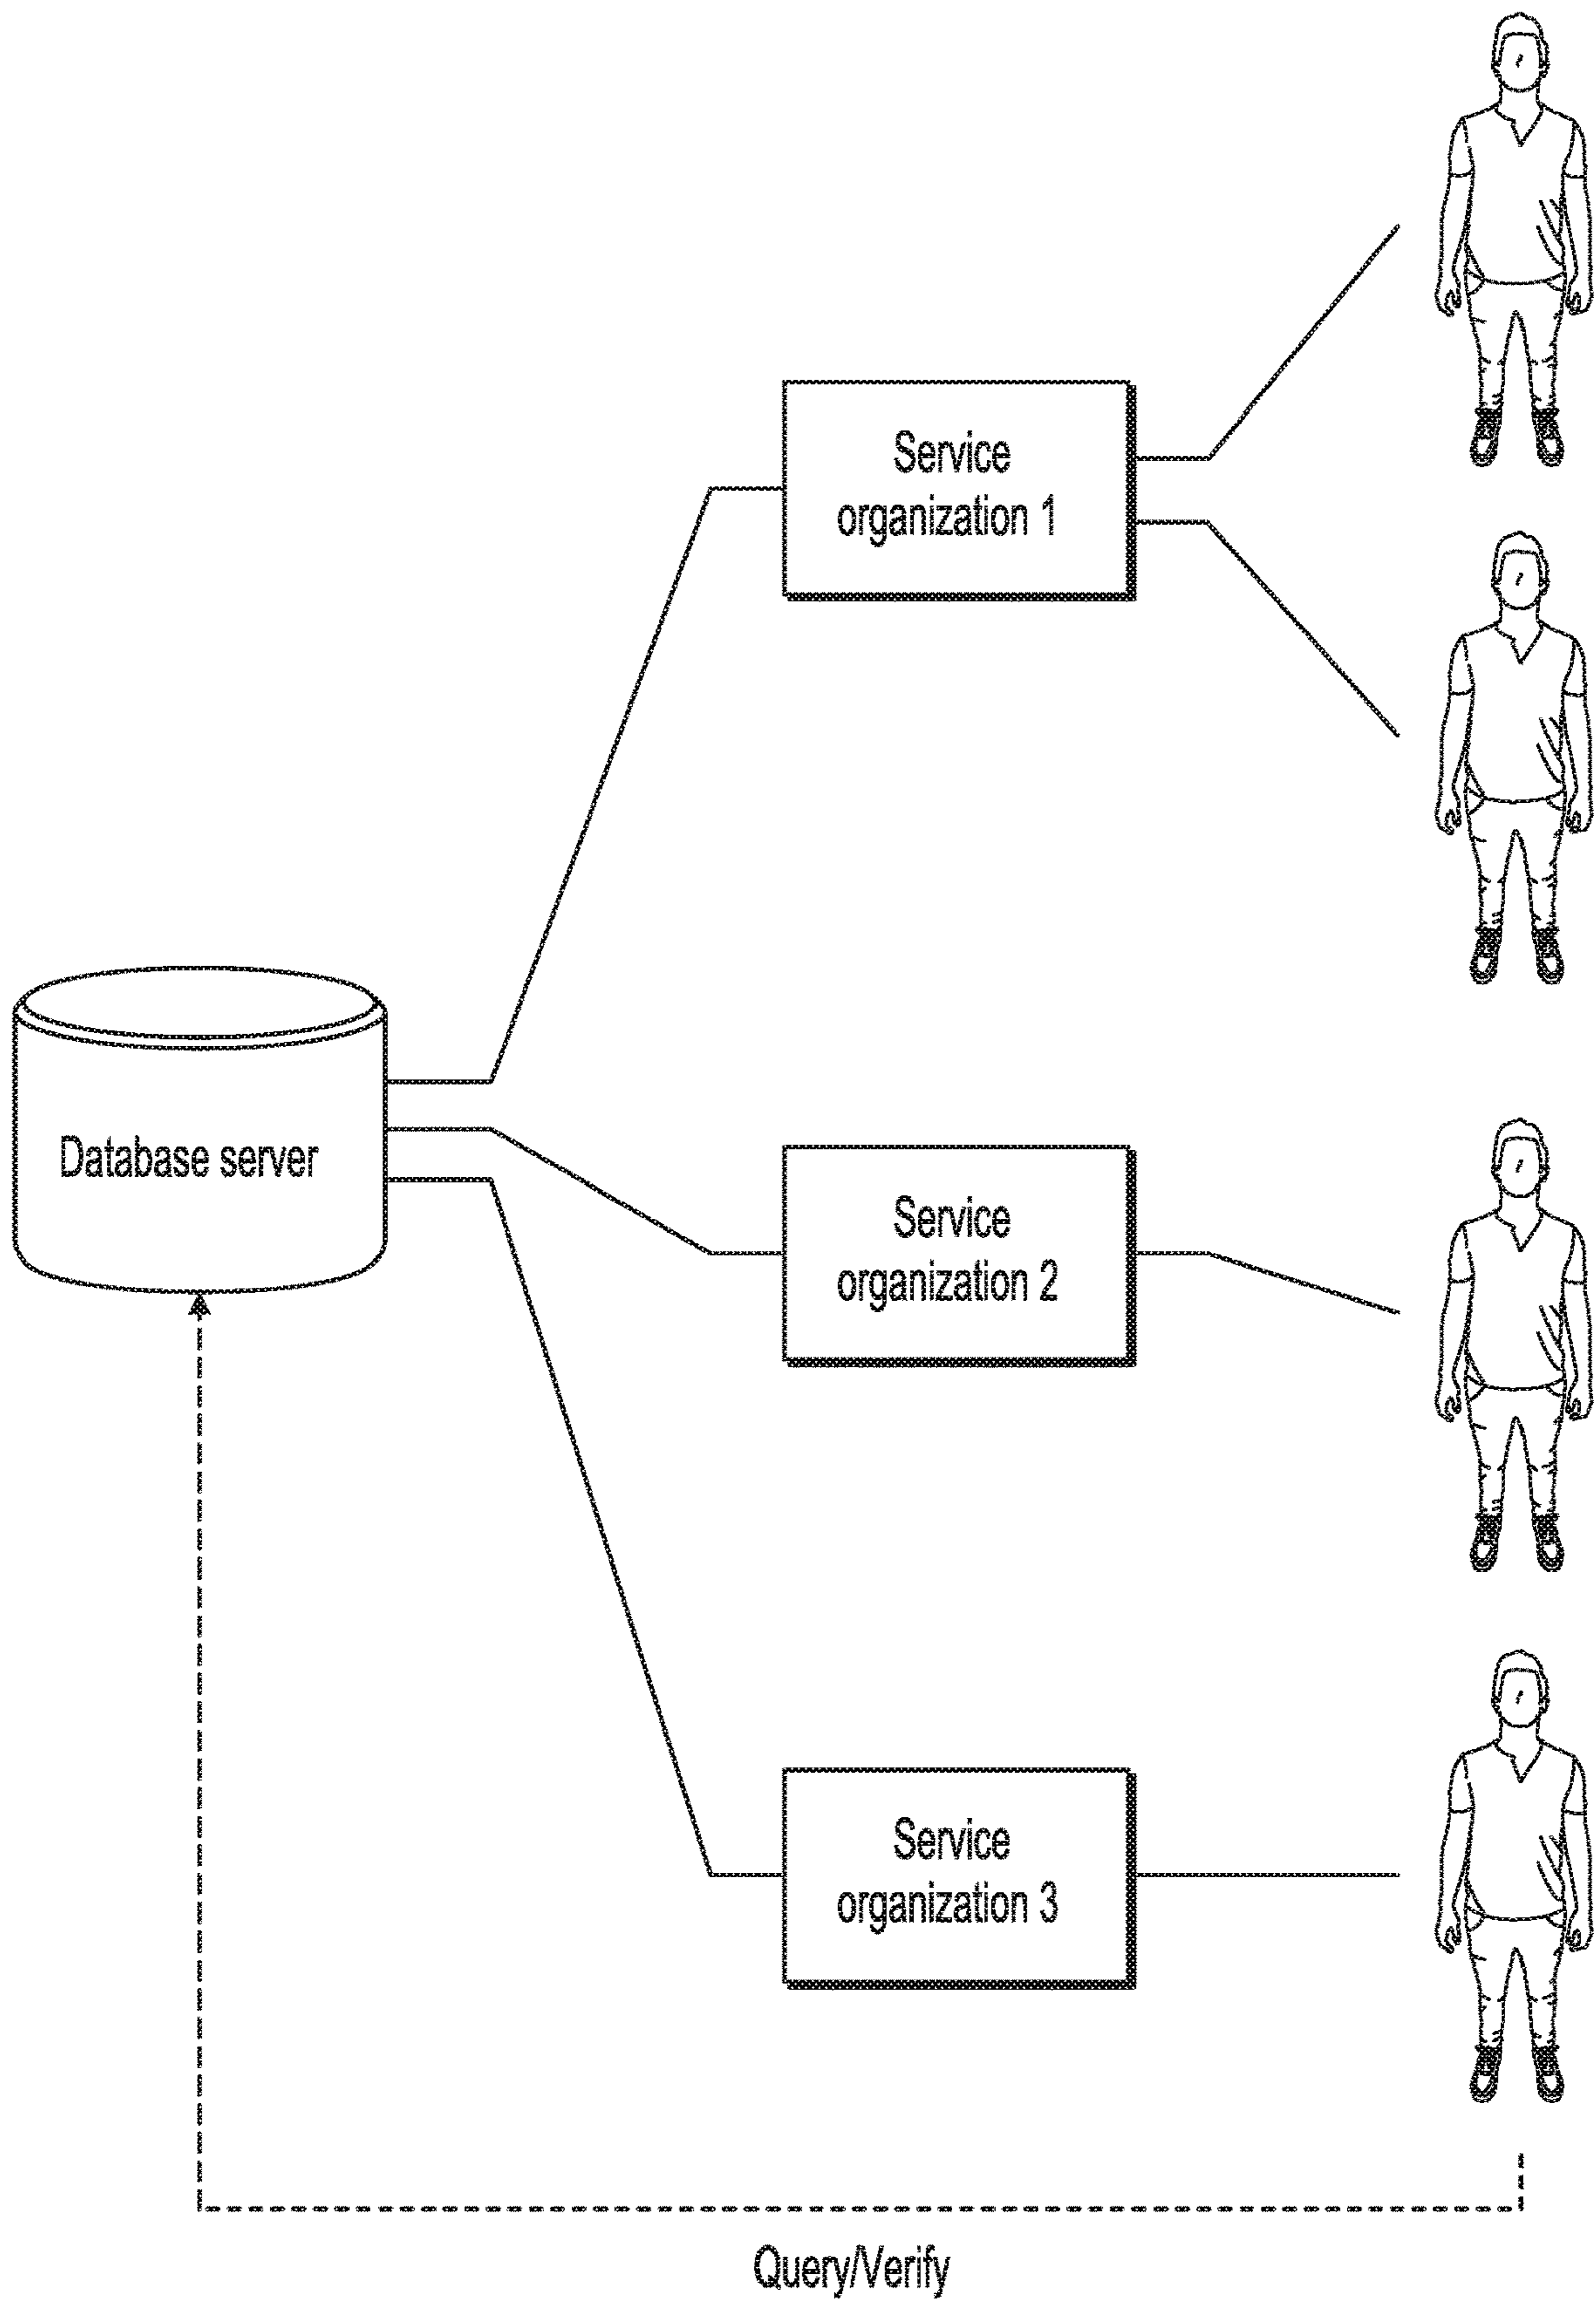 Service
organization 1
Database server
Service
organization 2
Service
organization 3
Query/Verify